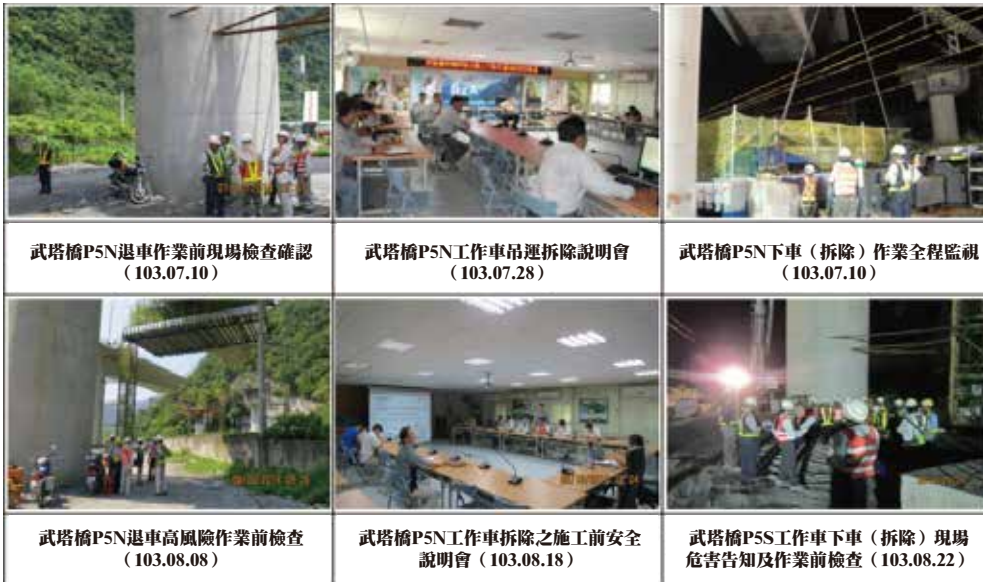 武塔橋P5N退車作業前現場檢查確認
（103.07.10）
武塔橋P5N工作車吊運拆除說明會
（103.07.28）
武塔橋P5N下車（拆除）作業全程監視
（103.07.10）
武塔橋P5N退車高風險作業前檢查
（103.08.08）
武塔橋P5N工作車拆除之施工前安全
說明會（103.08.18）
武塔橋P5S工作車下車（拆除）現場
危害告知及作業前檢查（103.08.22）